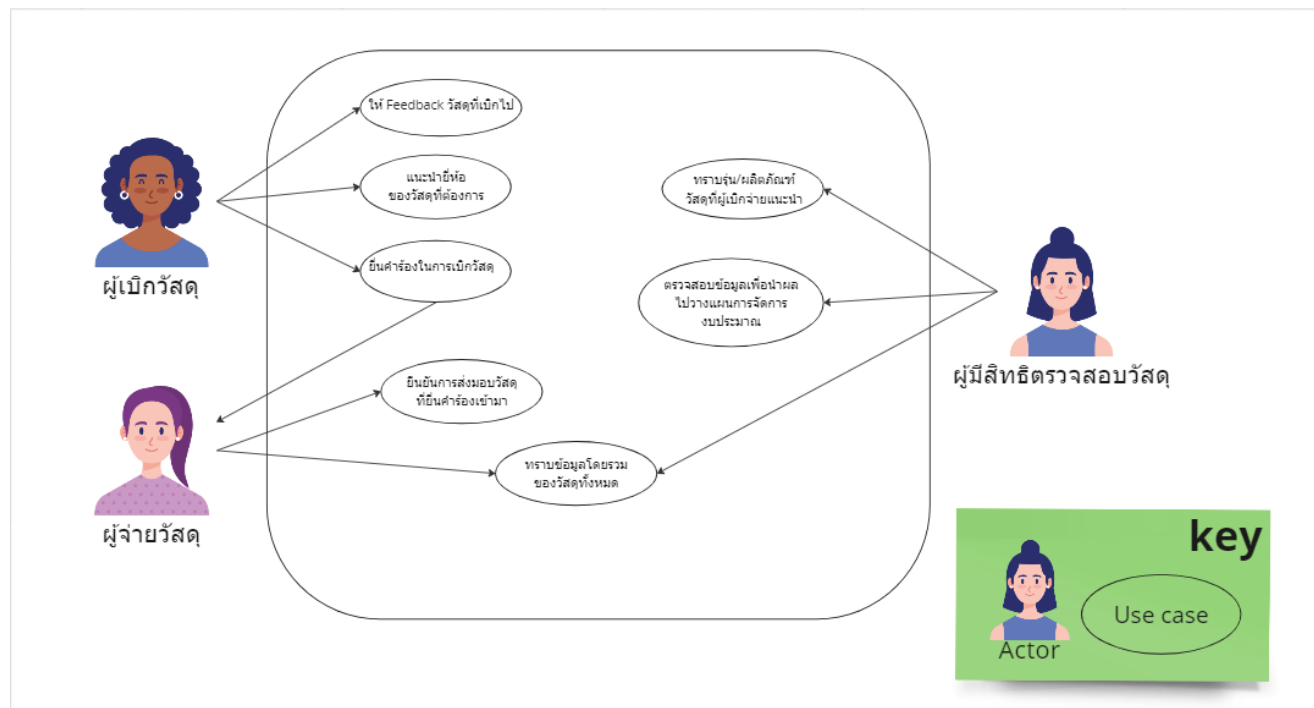 ให้ Feedback วัสดุที่เบิกไป
แนะนำยี่ห้อ
ของวัสดุที่ต้องการ
ยื่นคำร้องในการเบิกวัสดุ
ผู้เบิกวัสดุ
ทราบรุ่น/ผลิตภัณฑ์
วัสดุที่ผู้เบิกจ่ายแนะนำ
ตรวจสอบข้อมูลเพื่อนำผล
ไปวางแผนการจัดการ
งบประมาณ
ผู้มีสิทธิตรวจสอบวัสดุ
ยืนยันการส่งมอบวัสดุ
ที่ยื่นคำร้องเข้ามา
ทราบข้อมูลโดยรวม
ของวัสดุทั้งหมด
ผู้จ่ายวัสดุ
key
Use case
Actor